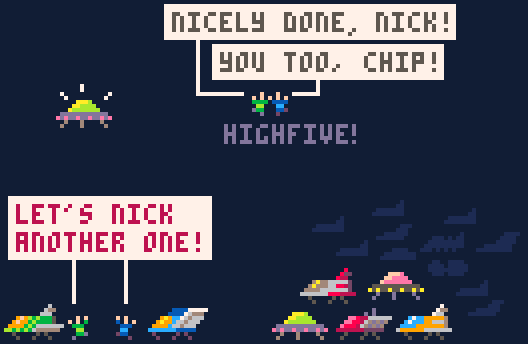 NICELY DONE, NICK!
YOU TOO, CHIP!
HIGHFIVE!
LET'S NICK
ANOTHER ONE!